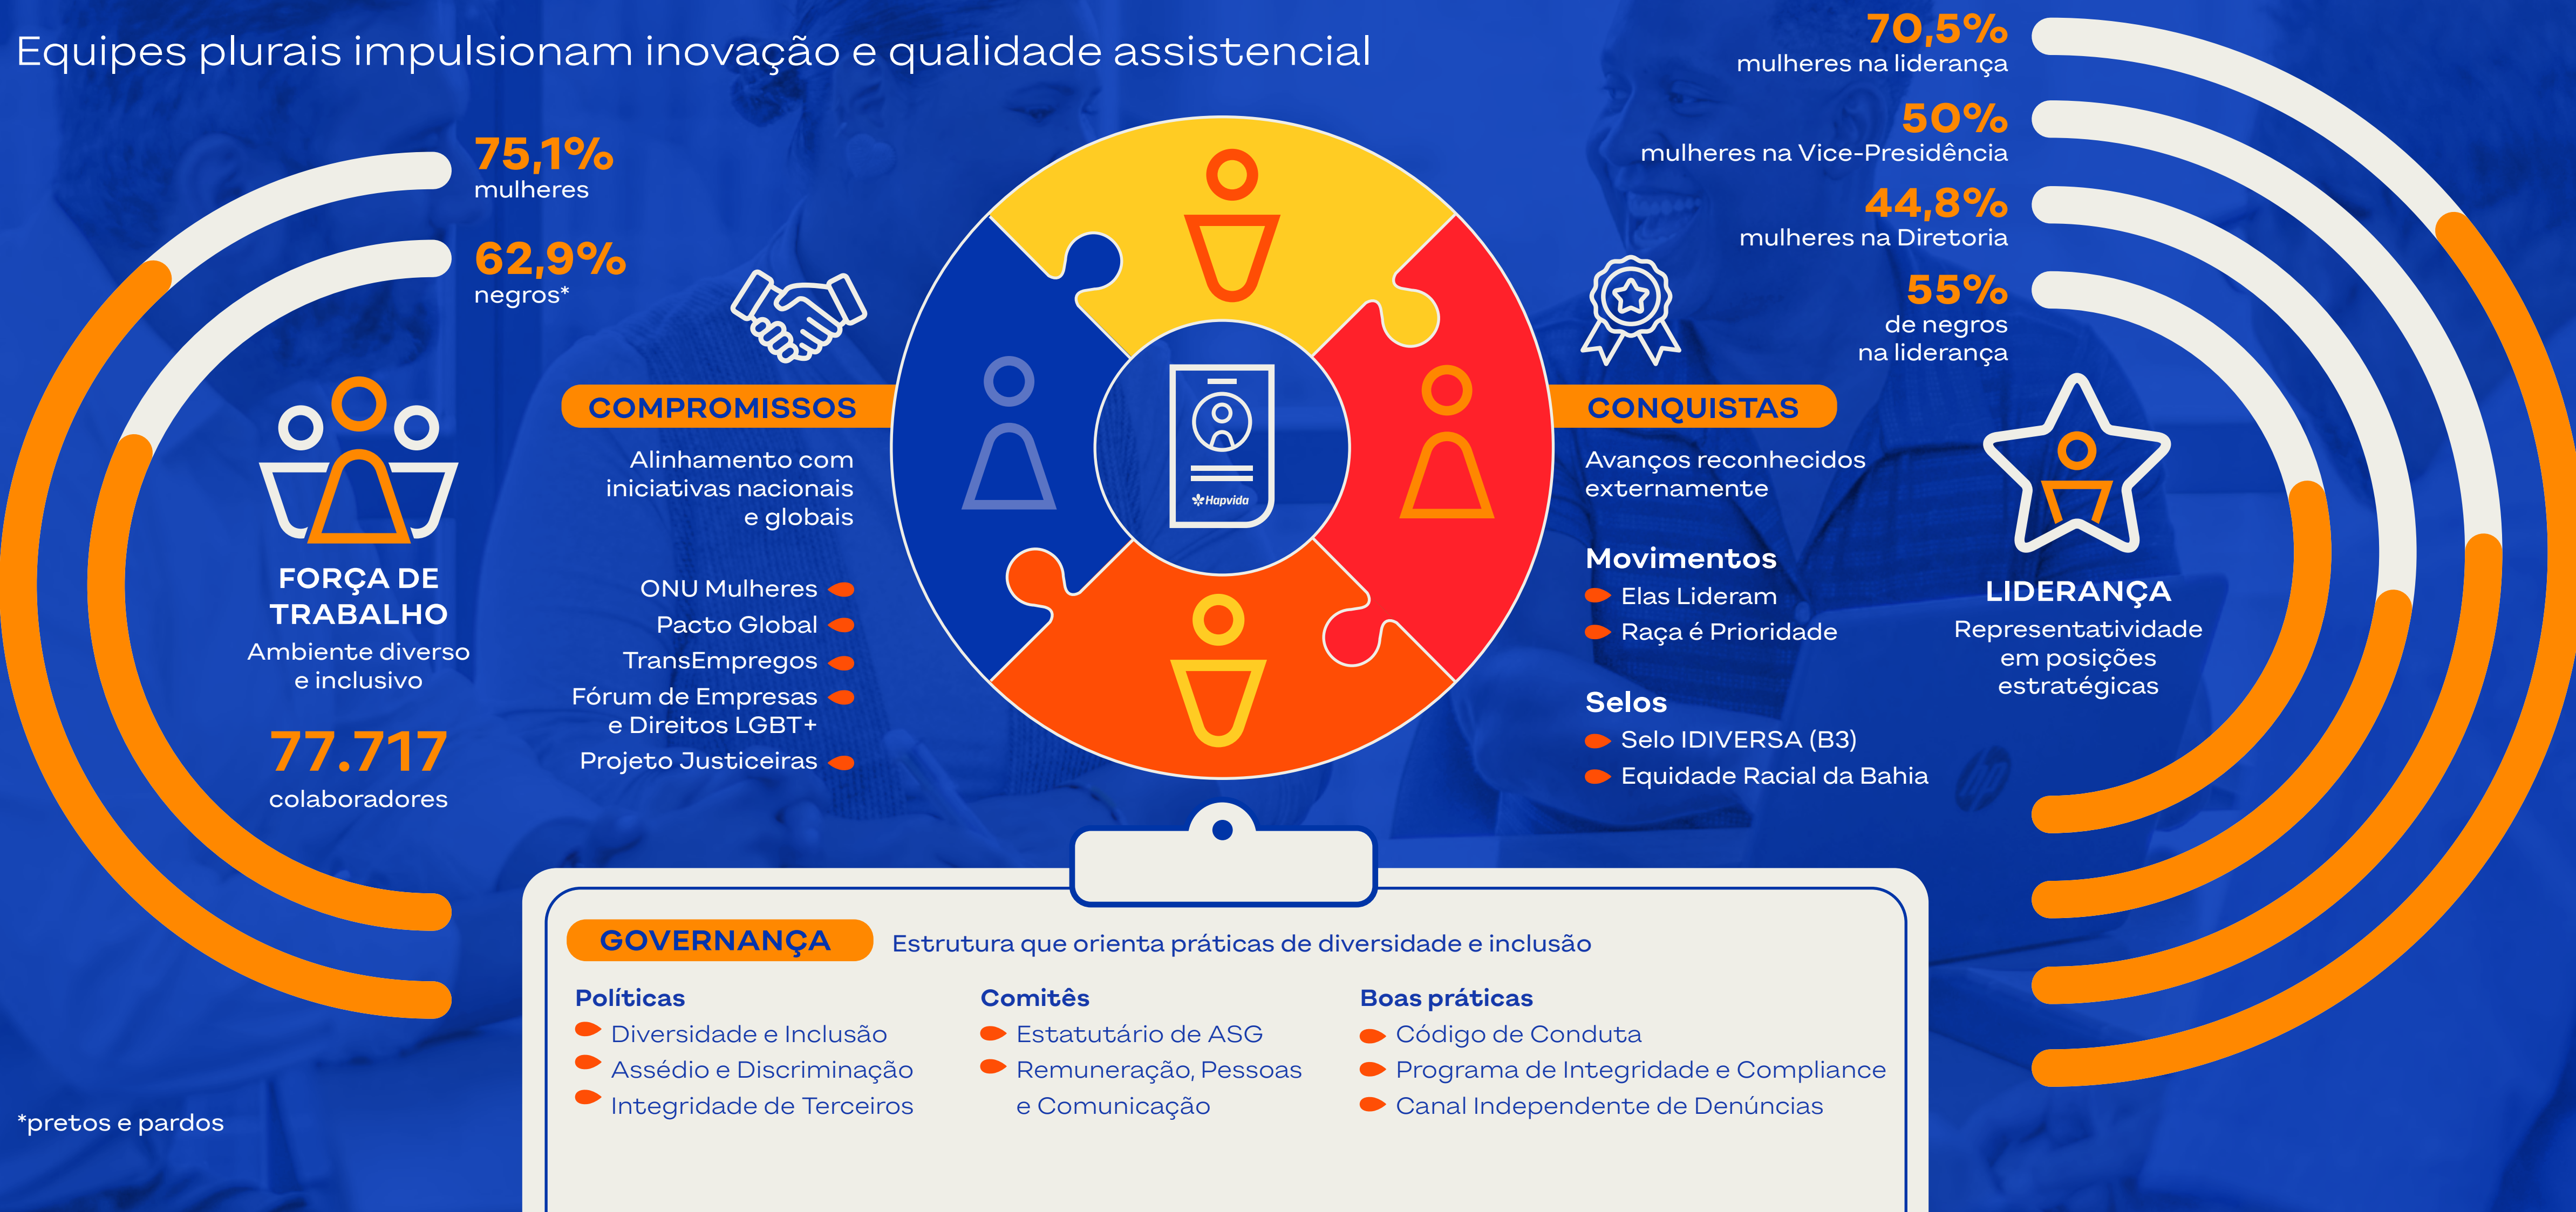 Equipes plurais impulsionam inovação e qualidade assistencial
75,1%
mulheres
62,9%
negros*
FORÇA DE
TRABALHO
Ambiente diverso
e inclusivo
77.717
colaboradores
COMPROMISSOS
Alinhamento com
iniciativas nacionais
e globais
ONU Mulheres
Pacto Global
TransEmpregos
Fórum de Empresas
e Direitos LGBT+
Projeto Justiceiras
Hapvida
CONQUISTAS
Avanços reconhecidos
externamente
Movimentos
Elas Lideram
Raça é Prioridade
Selos
Selo IDIVERSA (B3)
Equidade Racial da Bahia
70,5%
mulheres na liderança
50%
mulheres na Vice-Presidência
44,8%
mulheres na Diretoria
55%
de negros
na liderança
LIDERANÇA
Representatividade
em posições
estratégicas
hp
GOVERNANÇA
Estrutura que orienta práticas de diversidade e inclusão
Políticas
Diversidade e Inclusão
Assédio e Discriminação
Integridade de Terceiros
Comitês
Estatutário de ASG
Remuneração, Pessoas
e Comunicação
Boas práticas
Código de Conduta
Programa de Integridade e Compliance
Canal Independente de Denúncias
*pretos e pardos